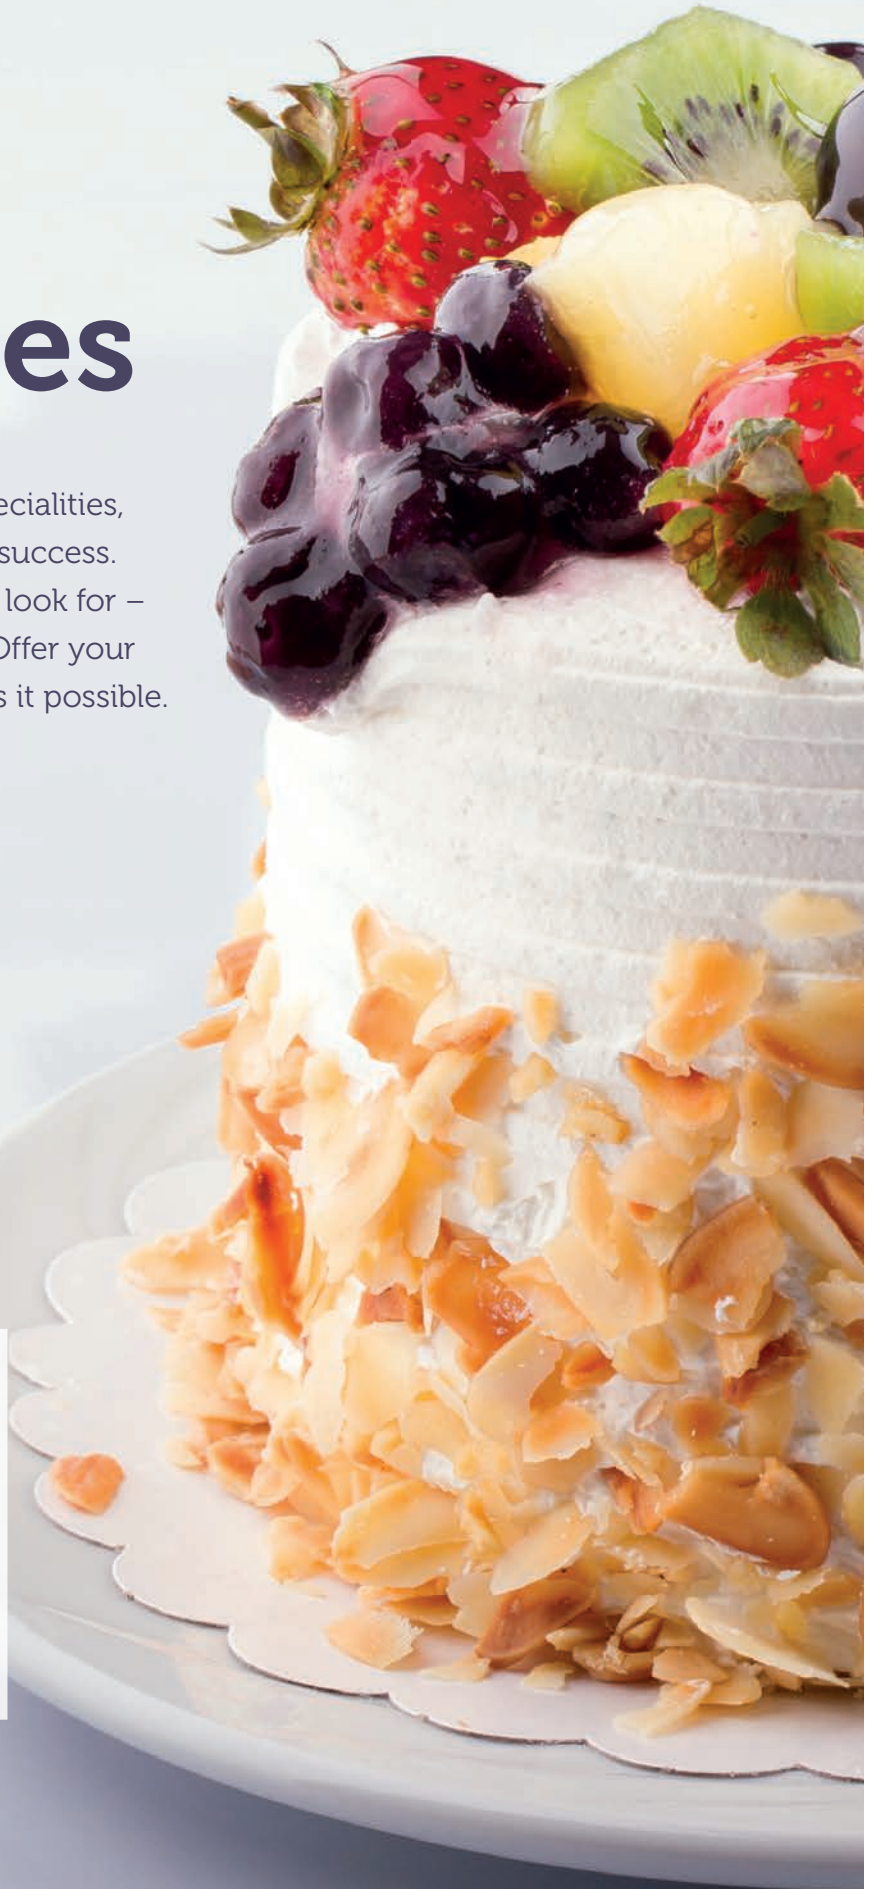 es
ecialities,
success.
look for –
Offer your
s it possible.